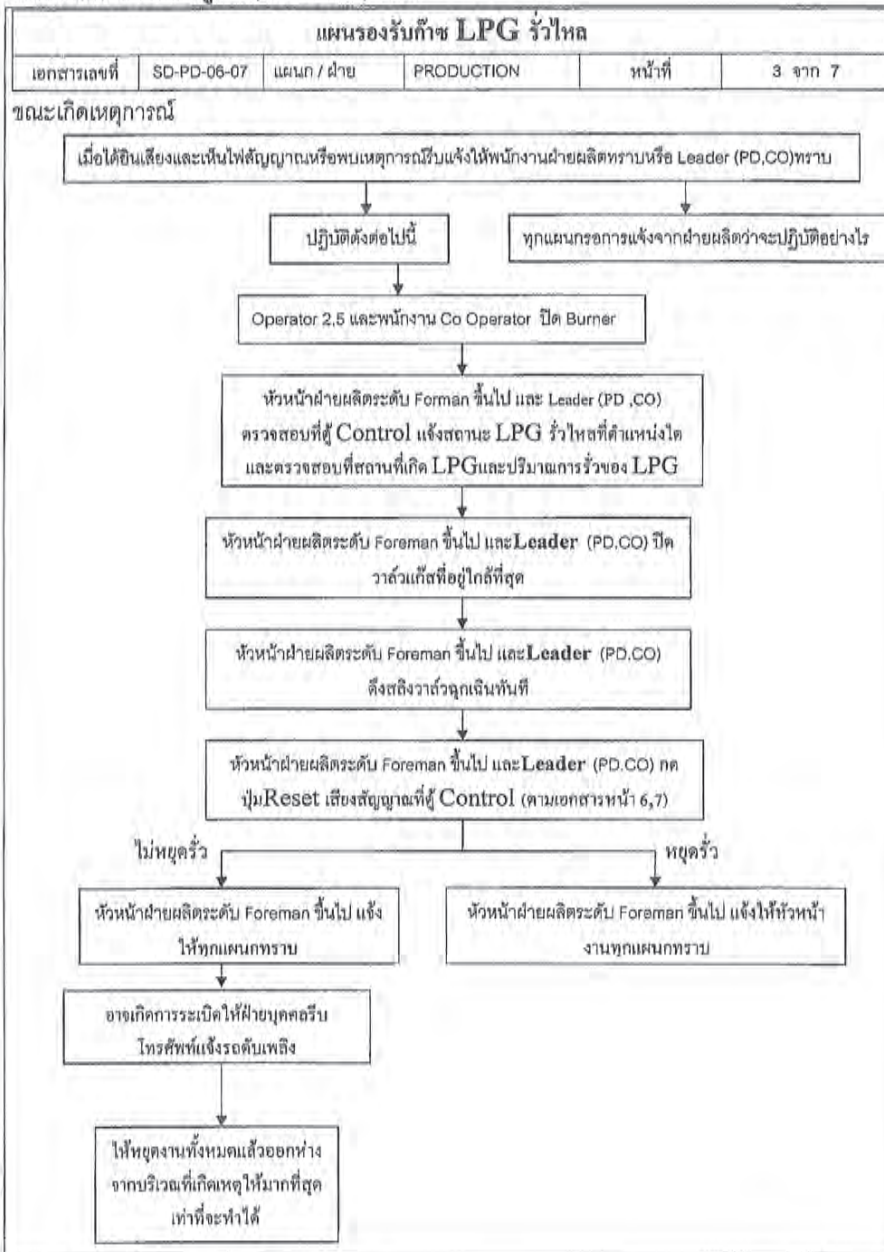 แผนรองรับก๊าซ LPG รั่วไหล
เอกสารเลขที่ SD-PD-06-07 แผนก / ฝ่าย PRODUCTION หน้าที่ 3 จาก 7
ขณะเกิดเหตุการณ์
เมื่อได้ยินเสียงและเห็นไฟสัญญาณหรือพบเหตุการณ์รีบแจ้งให้พนักงานฝ่ายผลิตทราบหรือ Leader (PD,CO)ทราบ
ปฏิบัติดังต่อไปนี้
ทุกแผนกรอการแจ้งจากฝ่ายผลิตว่าจะปฏิบัติอย่างไร
Operator 2,5 และพนักงาน Co Operator ปิด Burner
หัวหน้าฝ่ายผลิตระดับ Forman ขึ้นไป และ Leader (PD ,CO)
ตรวจสอบที่ตู้ Control แจ้งสถานะ LPG รั่วไหลที่ตำแหน่งใด
และตรวจสอบที่สถานที่เกิด LPGและปริมาณการรั่วของ LPG
หัวหน้าฝ่ายผลิตระดับ Foreman ขึ้นไป และLeader (PD.CO) ปิด
วาล์วแก๊สที่อยู่ใกล้ที่สุด
หัวหน้าฝ่ายผลิตระดับ Foreman ขึ้นไป และLeader (PD.CO)
ดึงสลิงวาล์วฉุกเฉินทันที
หัวหน้าฝ่ายผลิตระดับ Foreman ขึ้นไป และLeader (PD.CO) กด
ปุ่มReset เสียงสัญญาณที่ตู้ Control (ตามเอกสารหน้า 6,7)
ไม่หยุดรั่ว
หยุดรั่ว
หัวหน้าฝ่ายผลิตระดับ Foreman ขึ้นไป แจ้ง
ให้ทุกแผนกทราบ
หัวหน้าฝ่ายผลิตระดับ Foreman ขึ้นไป แจ้งให้หัวหน้า
งานทุกแผนกทราบ
อาจเกิดการระเบิดให้ฝ่ายบุคคลรีบ
โทรศัพท์แจ้งรถดับเพลิง
ให้หยุดงานทั้งหมดแล้วออกห่าง
จากบริเวณที่เกิดเหตุให้มากที่สุด
เท่าที่จะทำได้